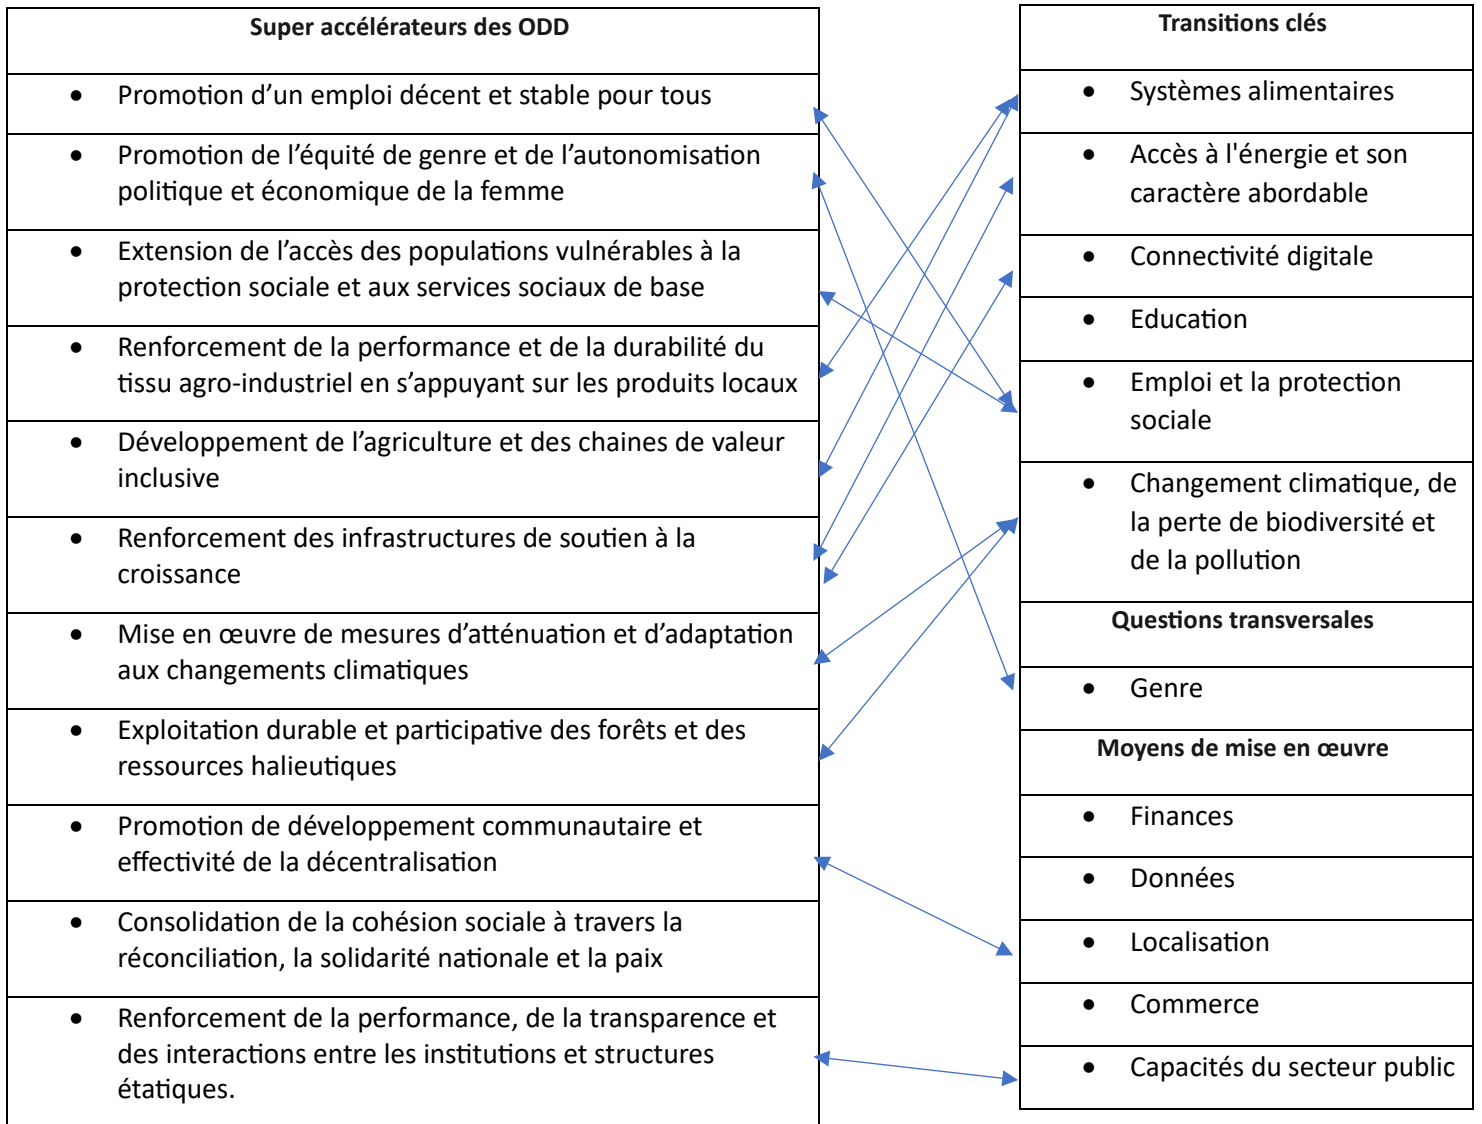 Super accélérateurs des ODD
• Promotion d’un emploi décent et stable pour tous
• Promotion de l’équité de genre et de l’autonomisation
politique et économique de la femme
• Extension de l’accès des populations vulnérables à la
protection sociale et aux services sociaux de base
• Renforcement de la performance et de la durabilité du
tissu agro-industriel en s’appuyant sur les produits locaux
• Développement de l’agriculture et des chaines de valeur
inclusive
• Renforcement des infrastructures de soutien à la
croissance
• Mise en œuvre de mesures d’atténuation et d’adaptation
aux changements climatiques
• Exploitation durable et participative des forêts et des
ressources halieutiques
• Promotion de développement communautaire et
effectivité de la décentralisation
• Consolidation de la cohésion sociale à travers la
réconciliation, la solidarité nationale et la paix
• Renforcement de la performance, de la transparence et
des interactions entre les institutions et structures
étatiques.
Transitions clés
• Systèmes alimentaires
• Accès à l'énergie et son
caractère abordable
• Connectivité digitale
• Education
• Emploi et la protection
sociale
• Changement climatique, de
la perte de biodiversité et
de la pollution
Questions transversales
• Genre
Moyens de mise en œuvre
• Finances
• Données
• Localisation
• Commerce
• Capacités du secteur public